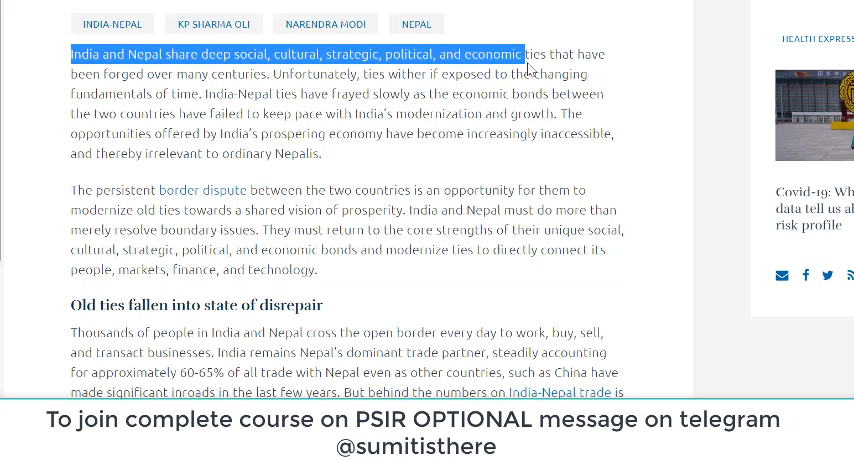 INDIA-NEPAL KP SHARMA OLI NARENDRA MODI NEPAL
India and Nepal share deep social, cultural, strategic, political, and economic ties that have
been forged over many centuries. Unfortunately, ties wither if exposed to the changing
fundamentals of time. India-Nepal ties have frayed slowly as the economic bonds between
the two countries have failed to keep pace with India's modernization and growth. The
opportunities offered by India's prospering economy have become increasingly inaccessible,
and thereby irrelevant to ordinary Nepalis.
The persistent border dispute between the two countries is an opportunity for them to
modernize old ties towards a shared vision of prosperity. India and Nepal must do more than
merely resolve boundary issues. They must return to the core strengths of their unique social,
cultural, strategic, political, and economic bonds and modernize ties to directly connect its
people, markets, finance, and technology.
Old ties fallen into state of disrepair
Thousands of people in India and Nepal cross the open border every day to work, buy, sell,
and transact businesses. India remains Nepal's dominant trade partner, steadily accounting
for approximately 60-65% of all trade with Nepal even as other countries, such as China have
made significant inroads in the last few years. But behind the numbers on India-Nepal trade is
HEALTH EXPRESS
Covid-19: Wh
data tell us a
risk profile
To join complete course on PSIR OPTIONAL message on telegram
@sumitisthere